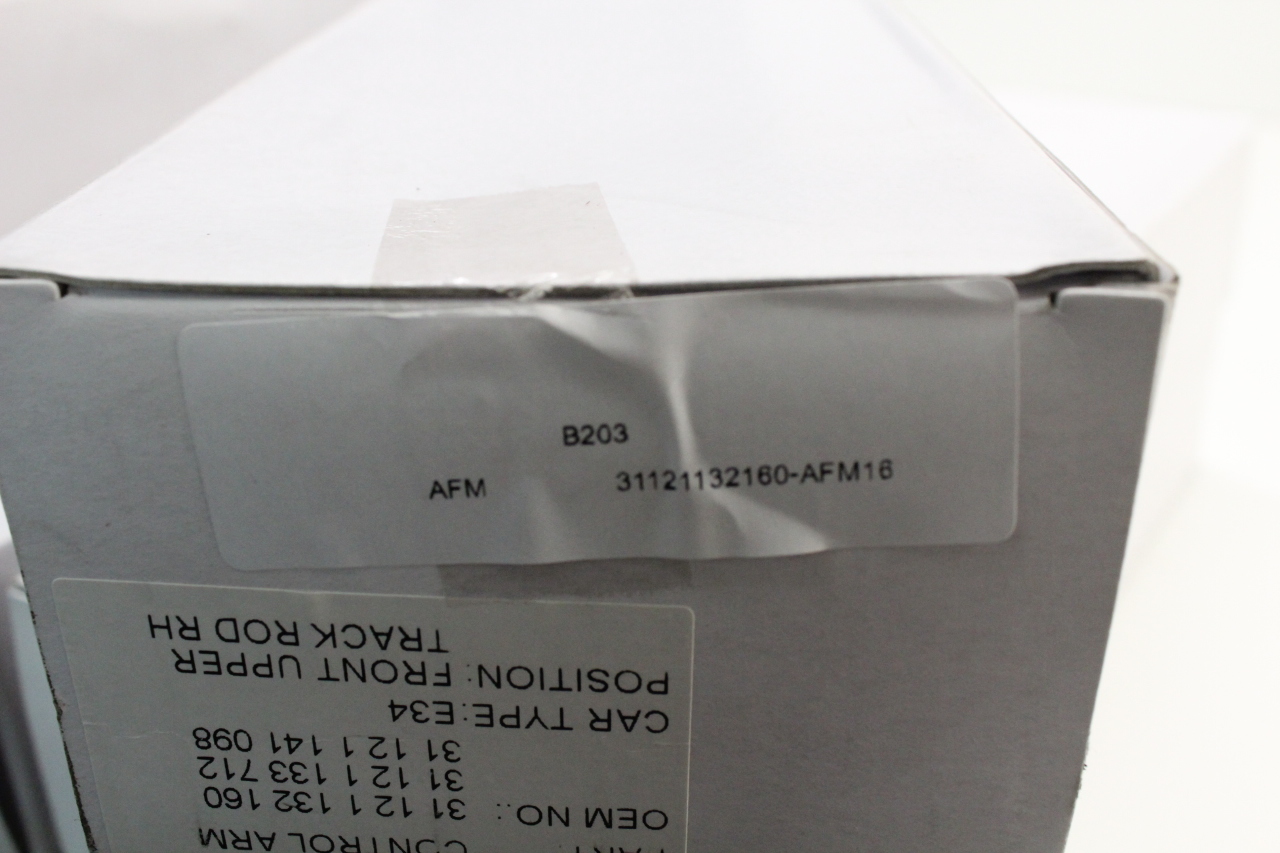 B203
AFM 31121132160-AFM16
PART: CONTROL ARM
OEM NO.: 31 12 1 132 160
31 12 1 133 712
31 12 1 141 098
CAR TYPE:E34
POSITION: FRONT UPPER
TRACK ROD RH